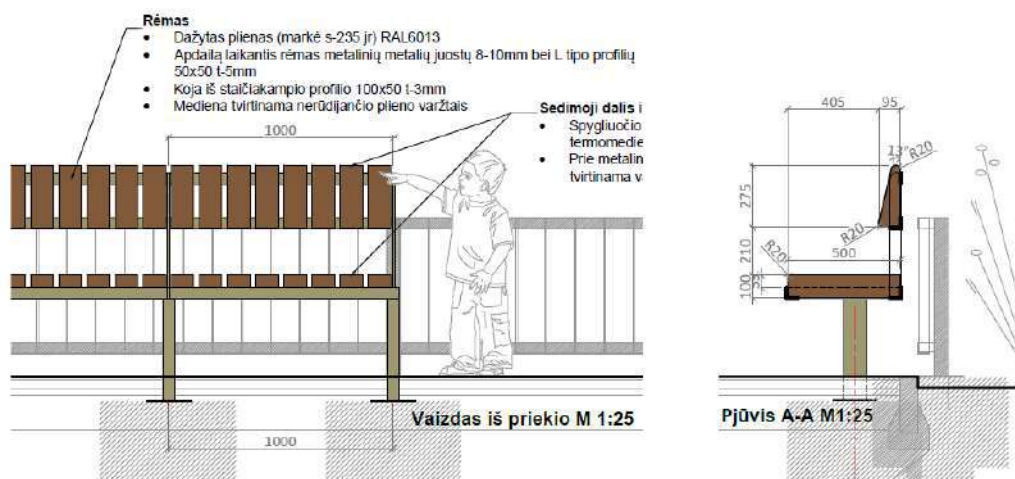 Rėmas
• Dažytas plienas (markė s-235 jr) RAL6013
• Apdailą laikantis rėmas metalinių metalių juostų 8-10mm bei L tipo profilių
50x50 t-5mm
• Koja iš stačiakampio profilio 100x50 t-3mm
• Mediena tvirtinama nerūdijančio plieno varžtais
Sedimoji dalis i
• Spygliuočio
termomedie
• Prie metalin
tvirtinama va
1000
1000
Vaizdas iš priekio M 1:25
405
95
13°
R20
275
R20
210
R20
500
100
55
Pjūvis A-A M1:25